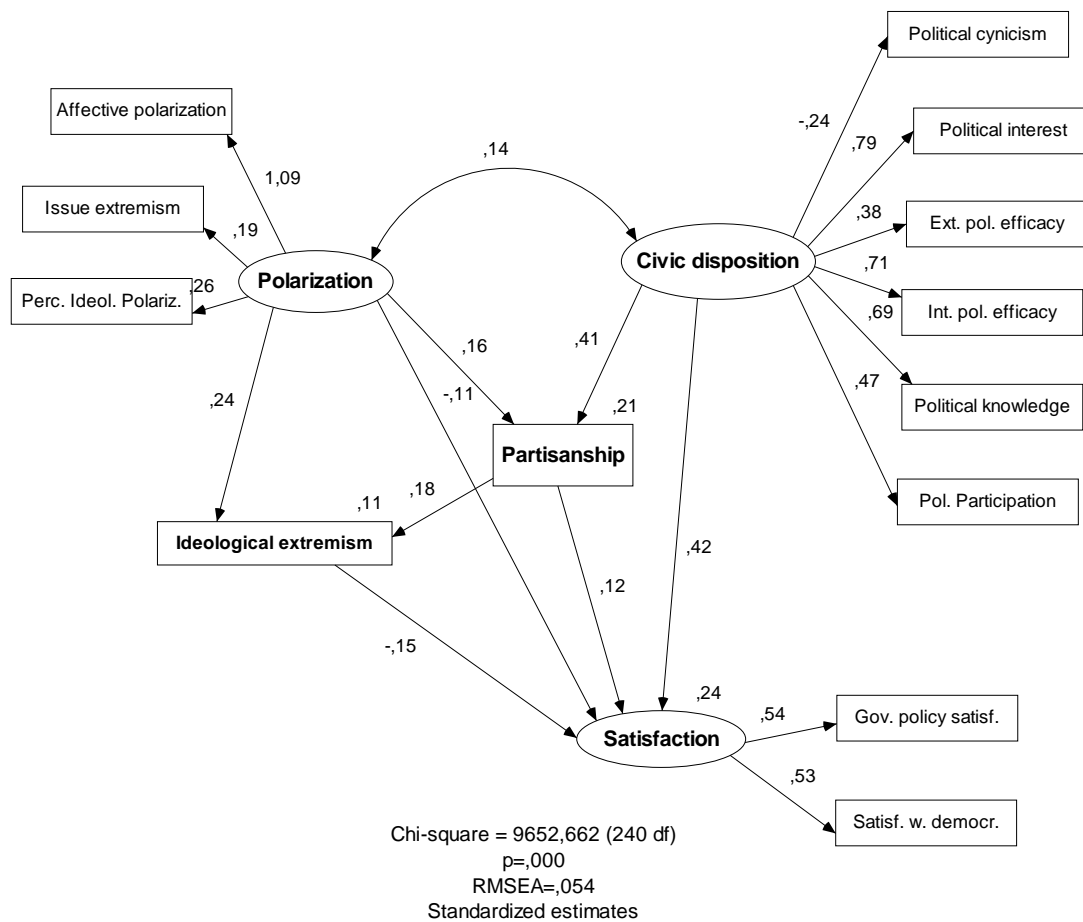 Political cynicism
Affective polarization
-,24
Political interest
,14
,79
1,09
Issue extremism
,38
Ext. pol. efficacy
,19
Civic disposition
,71
Polarization
,26
Perc. Ideol. Polariz.
Int. pol. efficacy
,69
,16
,41
-,11
,47
,24
,21
Political knowledge
Partisanship
,18
,11
Pol. Participation
Ideological extremism
,42
,12
-,15
,24
,54
Gov. policy satisf.
Satisfaction
,53
Satisf. w. democr.
Chi-square = 9652,662 (240 df)
p=,000
RMSEA=,054
Standardized estimates